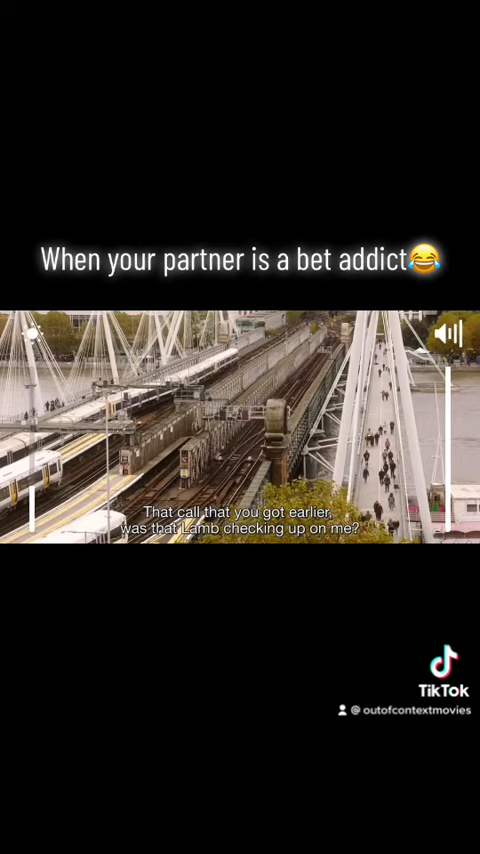 When your partner is a bet addict😂
That call that you got earlier,
was that Lamb checking up on me?
TikTok
@ outofcontextmovies